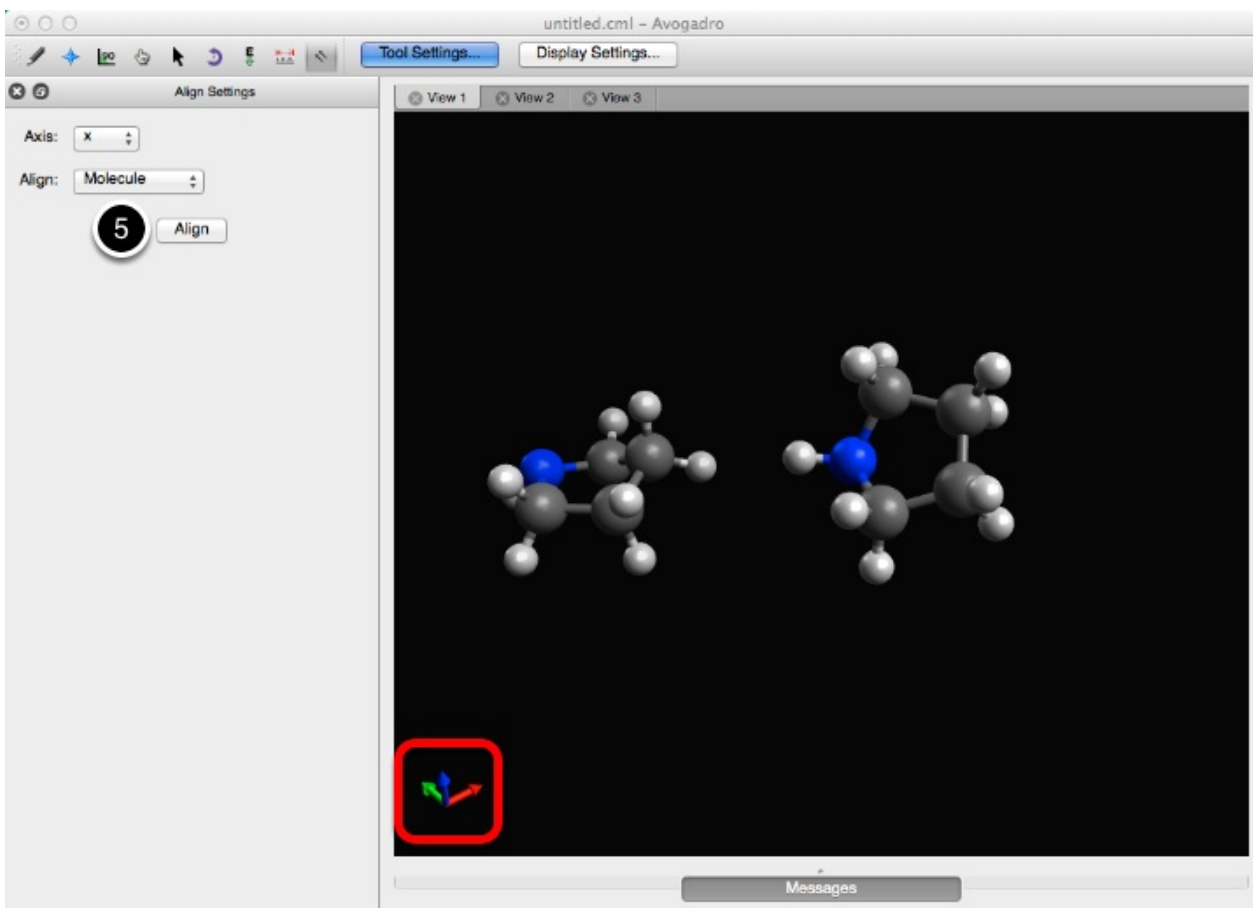 untitled.cml – Avogadro
Tool Settings... Display Settings...
Align Settings
View 1 View 2 View 3
Axis: x
Align: Molecule
5 Align
Messages